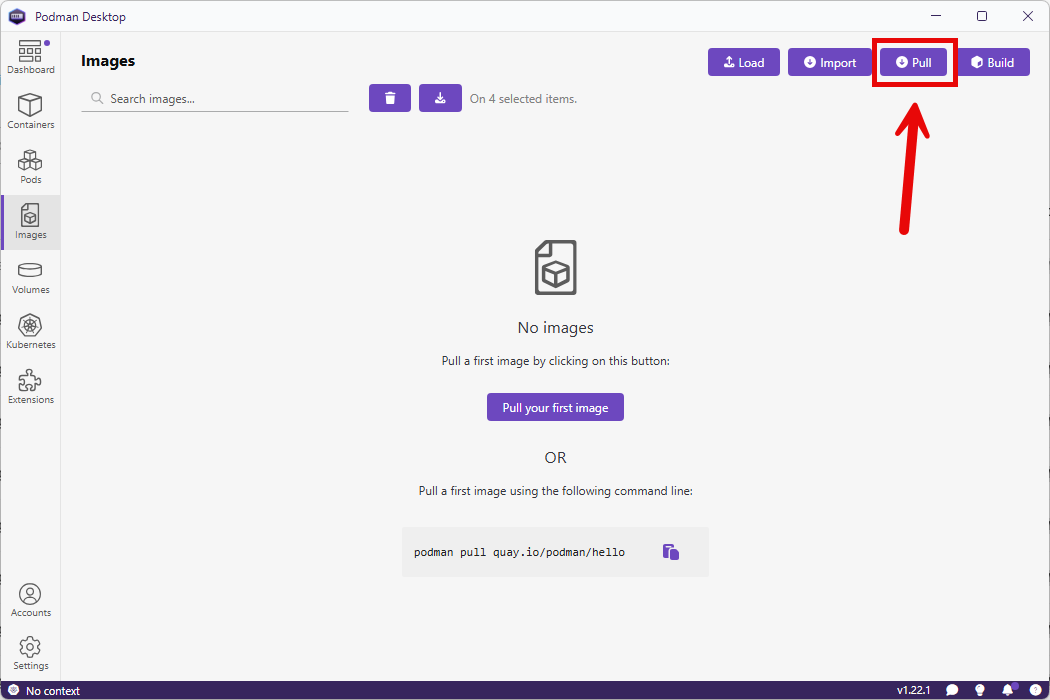 Podman Desktop
Dashboard
Containers
Pods
Images
Volumes
Kubernetes
Extensions
Accounts
Settings
Images
Load
Import
Pull
Build
Search images...
On 4 selected items.
No images
Pull a first image by clicking on this button:
Pull your first image
OR
Pull a first image using the following command line:
podman pull quay.io/podman/hello
No context
v1.22.1